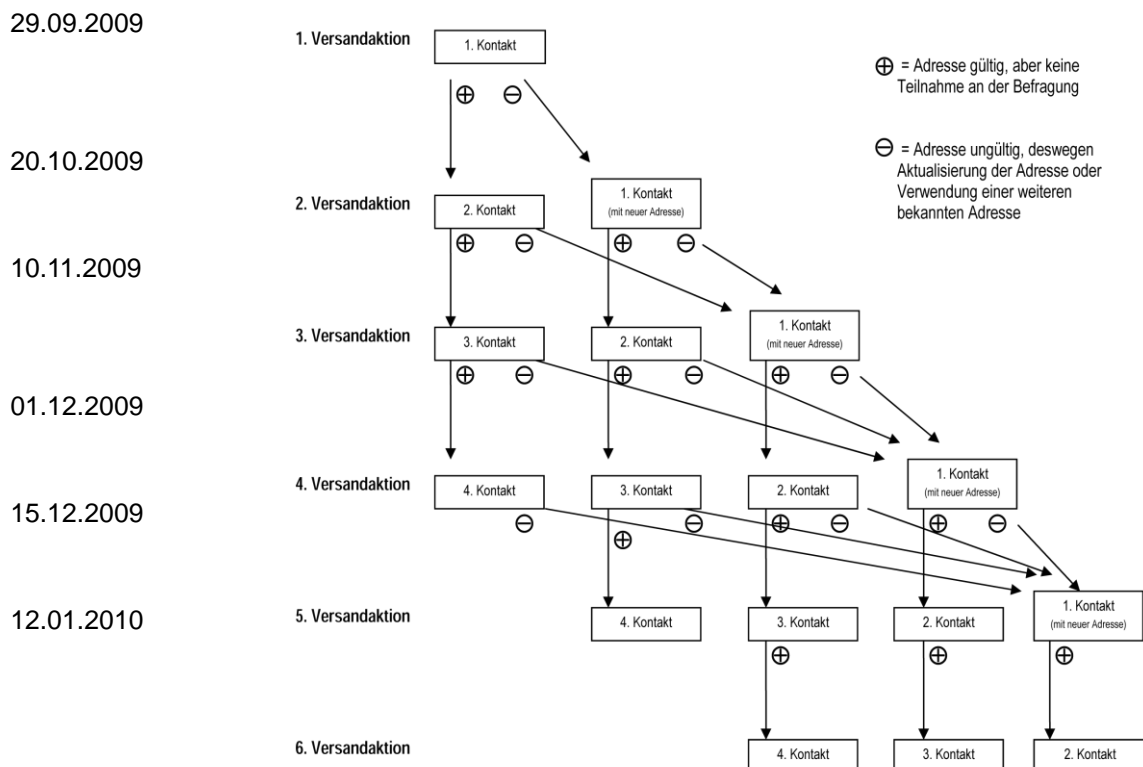 29.09.2009
1. Versandaktion
1. Kontakt
⊕ = Adresse gültig, aber keine
Teilnahme an der Befragung
⊕ ⊖
20.10.2009
⊖ = Adresse ungültig, deswegen
Aktualisierung der Adresse oder
Verwendung einer weiteren
bekannten Adresse
2. Versandaktion
2. Kontakt
1. Kontakt
(mit neuer Adresse)
⊕ ⊖ ⊕ ⊖
10.11.2009
3. Versandaktion
3. Kontakt
2. Kontakt
1. Kontakt
(mit neuer Adresse)
⊕ ⊖ ⊕ ⊖ ⊕ ⊖
01.12.2009
4. Versandaktion
4. Kontakt
3. Kontakt
2. Kontakt
1. Kontakt
(mit neuer Adresse)
15.12.2009
⊖ ⊕ ⊖ ⊕ ⊖ ⊕ ⊖
12.01.2010
5. Versandaktion
4. Kontakt
3. Kontakt
2. Kontakt
1. Kontakt
(mit neuer Adresse)
⊕ ⊕ ⊕
6. Versandaktion
4. Kontakt
3. Kontakt
2. Kontakt